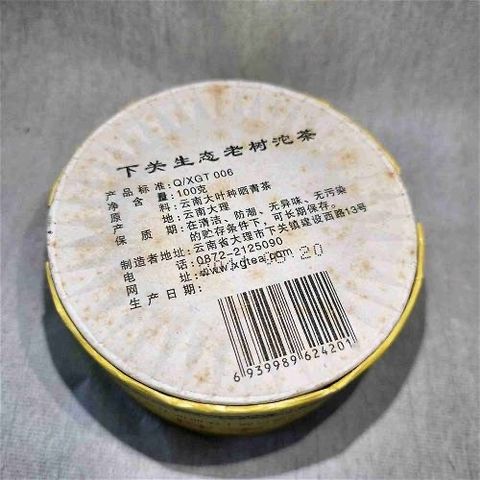 下关生态老树沱茶
产品标准:Q/XGT 006
净含量:100克
原料:云南大叶种晒青茶
产地:云南大理
保质期:在清洁、防潮、无异味、无污染
的贮存条件下,可长期保存。
制造者地址:云南省大理市下关镇建设西路13号
电话:0872-2125090
网址:www.xgtea.com
生产日期:
20
6939989624201